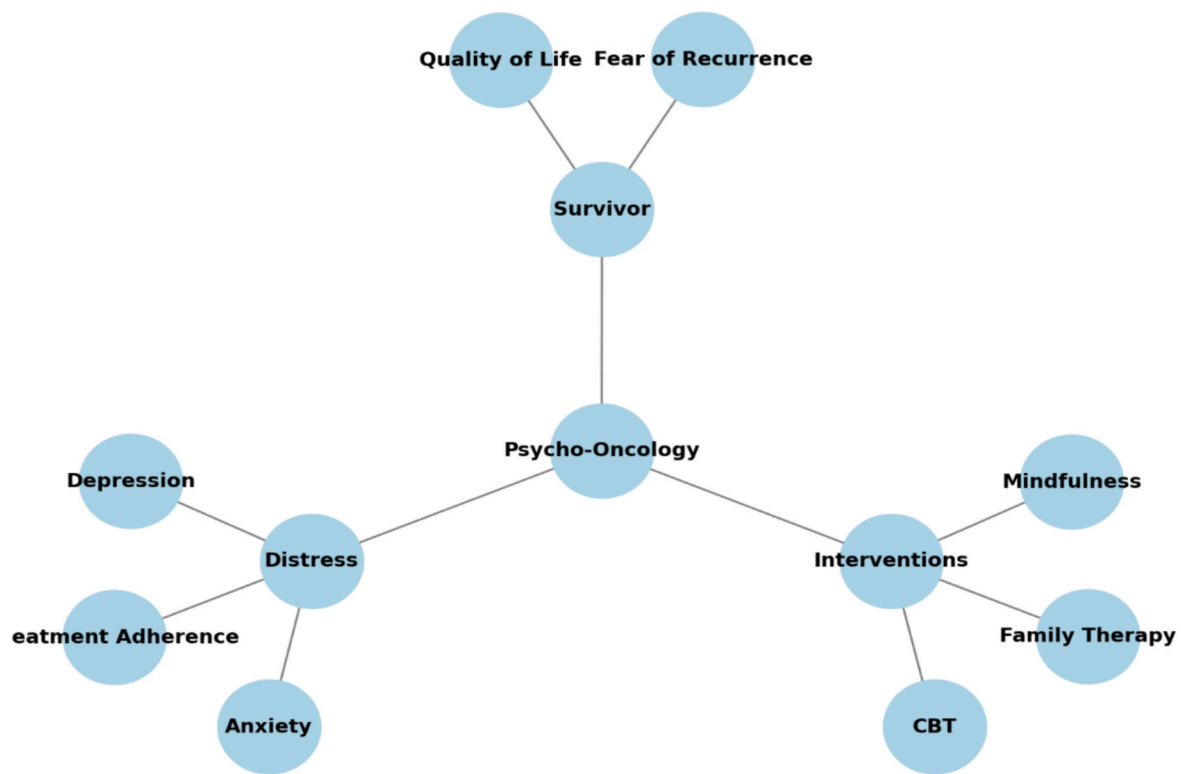 Quality of Life
Fear of Recurrence
Survivor
Psycho-Oncology
Depression
Mindfulness
Distress
Interventions
eatment Adherence
Family Therapy
Anxiety
CBT